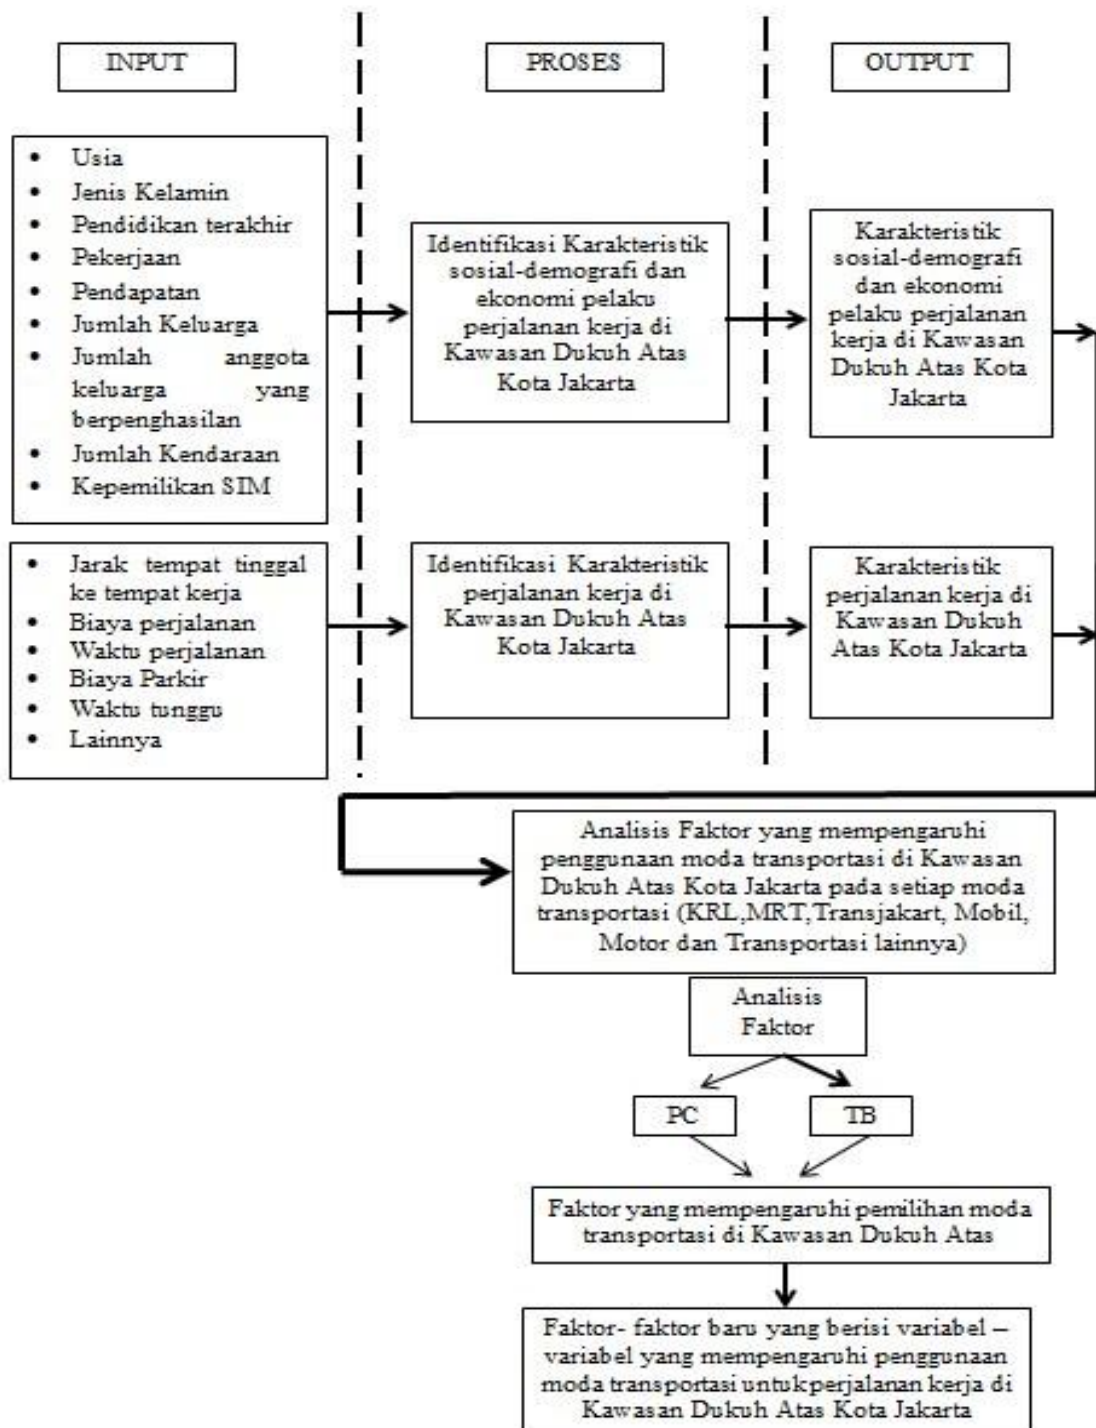 INPUT
PROSES
OUTPUT
• Usia
• Jenis Kelamin
• Pendidikan terakhir
• Pekerjaan
• Pendapatan
• Jumlah Keluarga
• Jumlah anggota
keluarga yang
berpenghasilan
• Jumlah Kendaraan
• Kepemilikan SIM
Identifikasi Karakteristik
sosial-demografi dan
ekonomi pelaku
perjalanan kerja di
Kawasan Dukuh Atas
Kota Jakarta
Karakteristik
sosial-demografi
dan ekonomi
pelaku perjalanan
kerja di Kawasan
Dukuh Atas Kota
Jakarta
• Jarak tempat tinggal
ke tempat kerja
• Biaya perjalanan
• Waktu perjalanan
• Biaya Parkir
• Waktu tunggu
• Lainnya
Identifikasi Karakteristik
perjalanan kerja di
Kawasan Dukuh Atas
Kota Jakarta
Karakteristik
perjalanan kerja di
Kawasan Dukuh
Atas Kota Jakarta
Analisis Faktor yang mempengaruhi
penggunaan moda transportasi di Kawasan
Dukuh Atas Kota Jakarta pada setiap moda
transportasi (KRL,MRT,Transjakart, Mobil,
Motor dan Transportasi lainnya)
Analisis
Faktor
PC
TB
Faktor yang mempengaruhi pemilihan moda
transportasi di Kawasan Dukuh Atas
Faktor- faktor baru yang berisi variabel –
variabel yang mempengaruhi penggunaan
moda transportasi untuk perjalanan kerja di
Kawasan Dukuh Atas Kota Jakarta